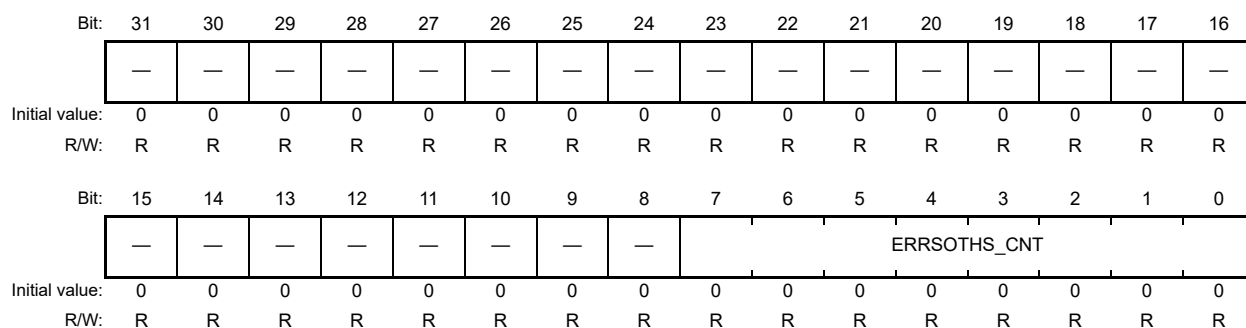 Bit: 31 30 29 28 27 26 25 24 23 22 21 20 19 18 17 16
— — — — — — — — — — — — — — — —
Initial value: 0 0 0 0 0 0 0 0 0 0 0 0 0 0 0 0
R/W: R R R R R R R R R R R R R R R R
Bit: 15 14 13 12 11 10 9 8 7 6 5 4 3 2 1 0
— — — — — — — — ERRSOTHS_CNT
Initial value: 0 0 0 0 0 0 0 0 0 0 0 0 0 0 0 0
R/W: R R R R R R R R R R R R R R R R